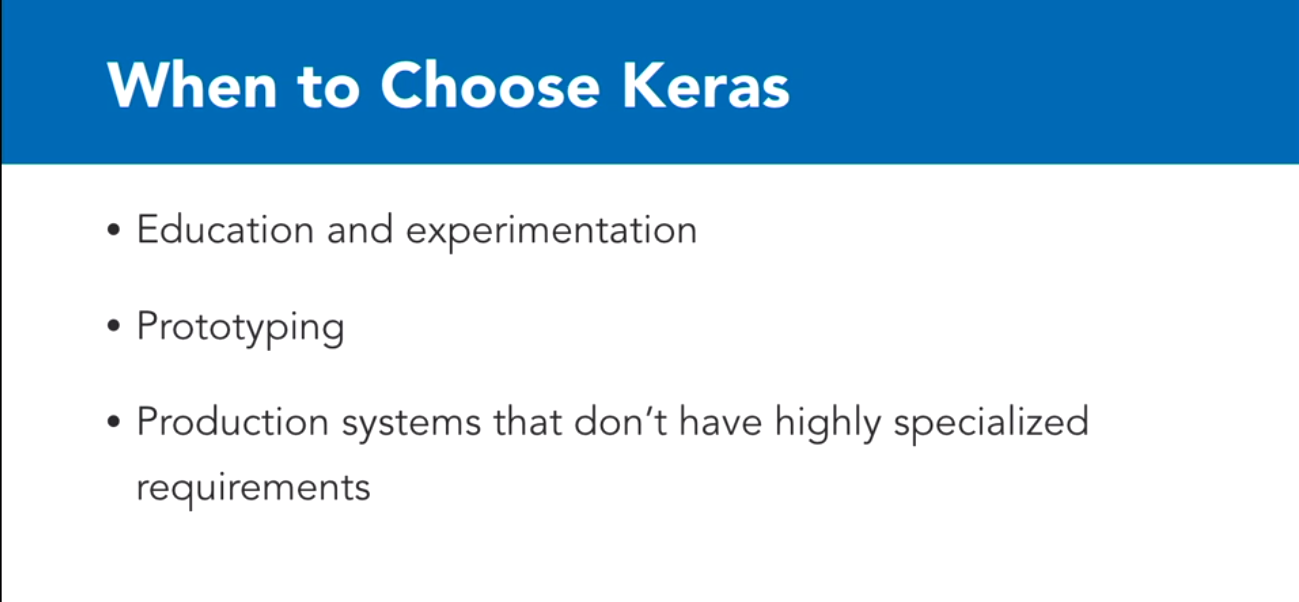 When to Choose Keras
• Education and experimentation
• Prototyping
• Production systems that don’t have highly specialized
requirements